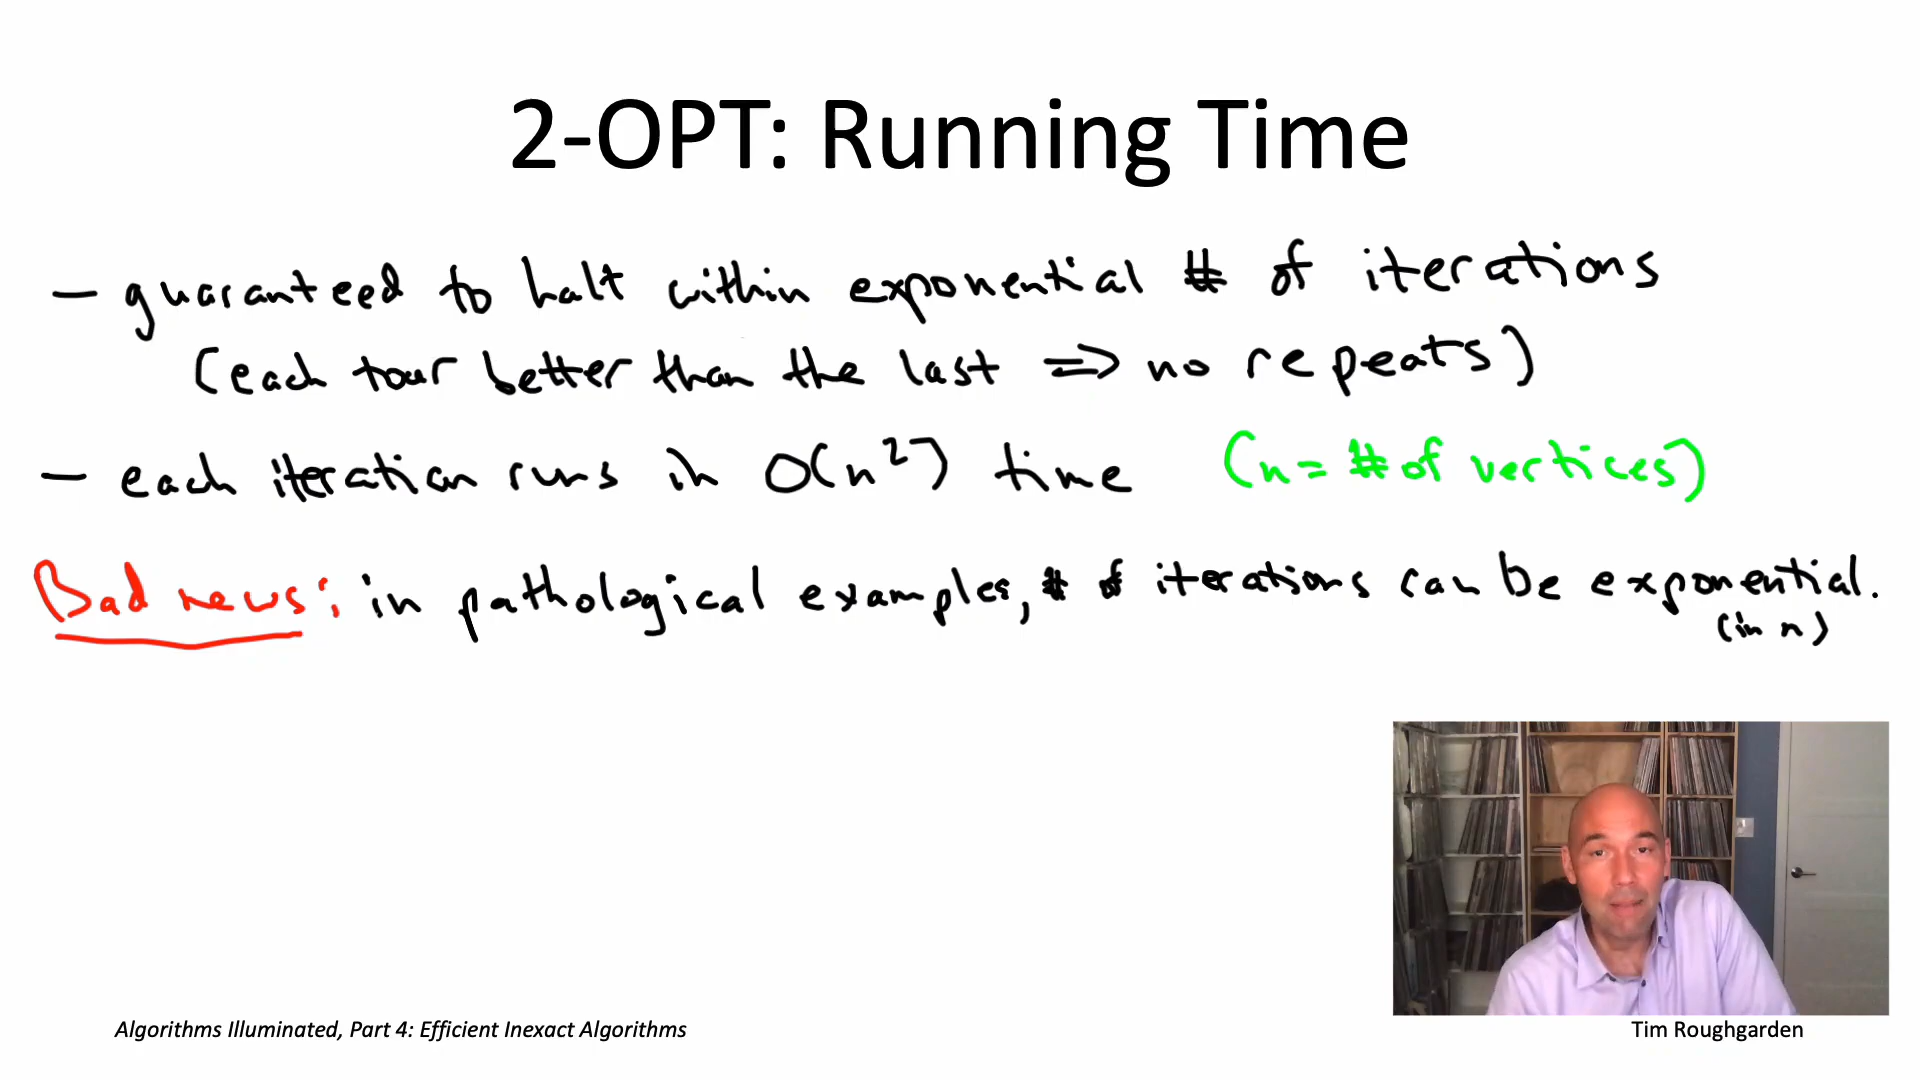 2-OPT: Running Time
– guaranteed to halt within exponential # of iterations
(each tour better than the last => no repeats)
– each iteration runs in O(n²) time (n = # of vertices)
Bad news: in pathological examples, # of iterations can be exponential.
(in n)
Algorithms Illuminated, Part 4: Efficient Inexact Algorithms
Tim Roughgarden